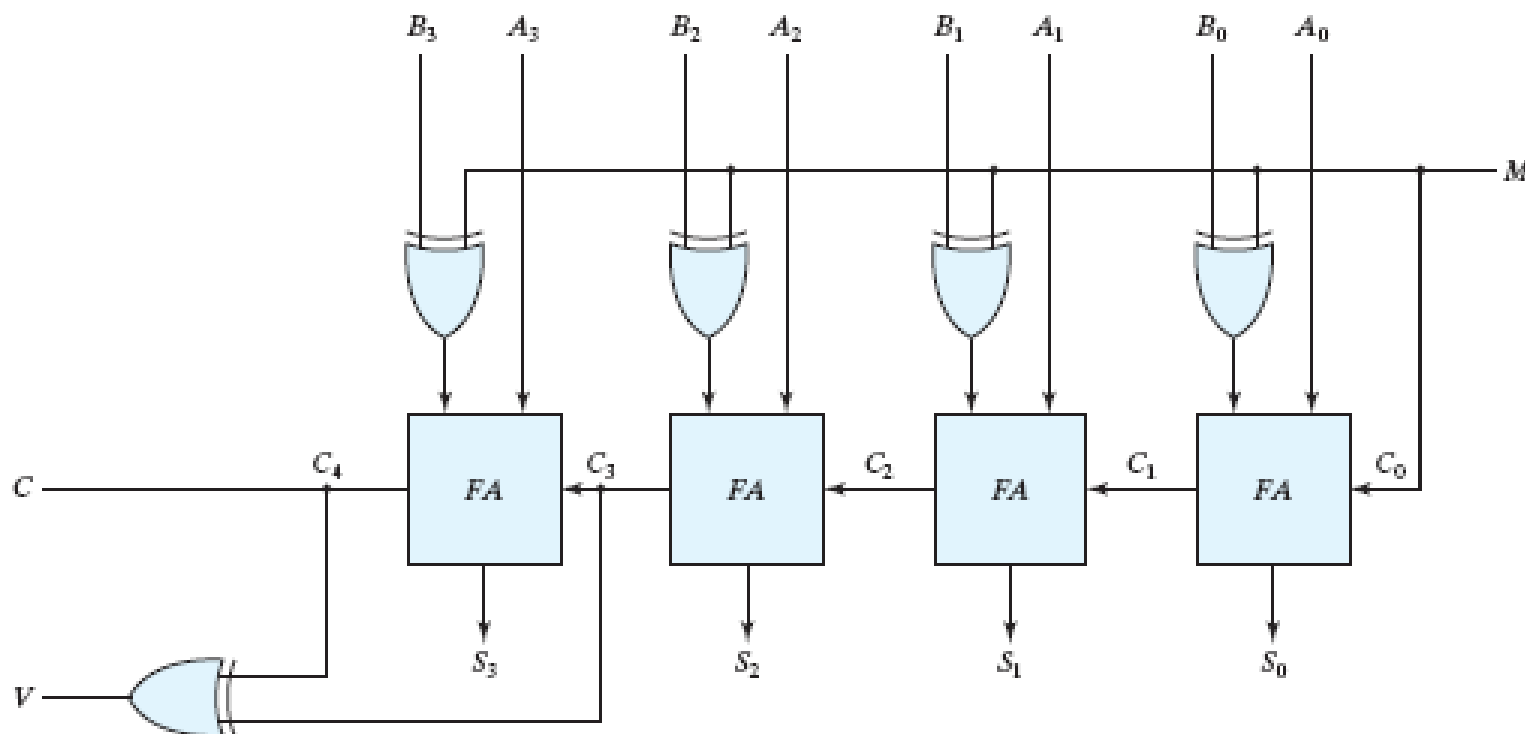 B₃ A₃ B₂ A₂ B₁ A₁ B₀ A₀
M
C C₄ FA C₃ FA C₂ FA C₁ FA C₀
S₃ S₂ S₁ S₀
V